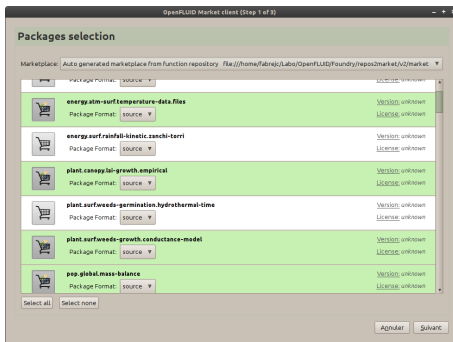 OpenFLUID Market client (Step 1 of 3)
Packages selection
Marketplace: Auto generated marketplace from function repository file:///home/fabrejc/Labo/OpenFLUID/Foundry/repos2market/v2/market
Package Format: source License: unknown
energy.atm-surf.temperature-data.files Version: unknown
Package Format: source License: unknown
energy.surf.rainfall-kinetic.zanchi-torri Version: unknown
Package Format: source License: unknown
plant.canopy.lai-growth.empirical Version: unknown
Package Format: source License: unknown
plant.surf.weeds-germination.hydrothermal-time Version: unknown
Package Format: source License: unknown
plant.surf.weeds-growth.conductance-model Version: unknown
Package Format: source License: unknown
pop.global.mass-balance Version: unknown
Package Format: source License: unknown
Select all Select none
Annuler Suivant